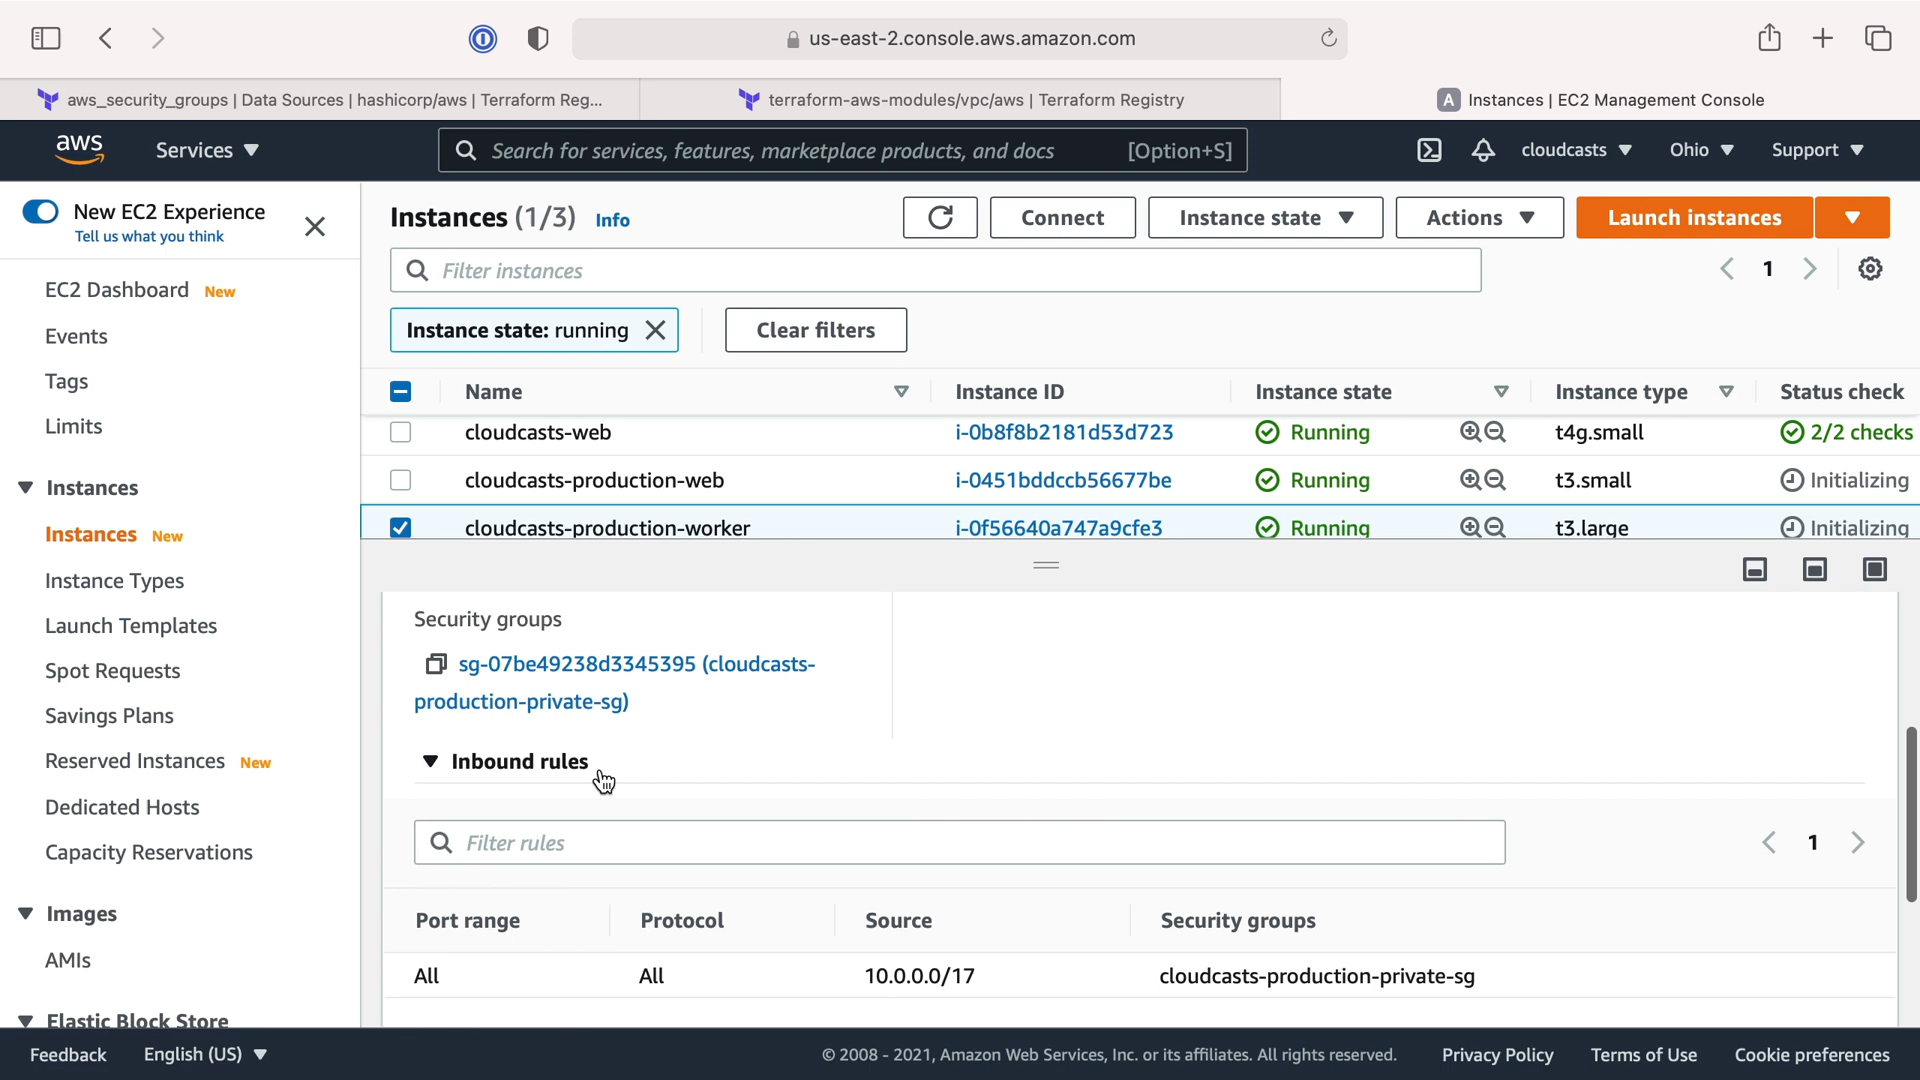 us-east-2.console.aws.amazon.com
aws_security_groups | Data Sources | hashicorp/aws | Terraform Reg...
terraform-aws-modules/vpc/aws | Terraform Registry
A Instances | EC2 Management Console
aws
Services
Search for services, features, marketplace products, and docs [Option+S]
cloudcasts
Ohio
Support
New EC2 Experience
Tell us what you think
EC2 Dashboard New
Events
Tags
Limits
Instances
Instances New
Instance Types
Launch Templates
Spot Requests
Savings Plans
Reserved Instances New
Dedicated Hosts
Capacity Reservations
Images
AMIs
Elastic Block Store
Instances (1/3) Info
Connect
Instance state
Actions
Launch instances
Filter instances
1
Instance state: running
Clear filters
Name Instance ID Instance state Instance type Status check
cloudcasts-web i-0b8f8b2181d53d723 Running t4g.small 2/2 checks
cloudcasts-production-web i-0451bddccb56677be Running t3.small Initializing
cloudcasts-production-worker i-0f56640a747a9cfe3 Running t3.large Initializing
Security groups
sg-07be49238d3345395 (cloudcasts-
production-private-sg)
Inbound rules
Filter rules
1
Port range Protocol Source Security groups
All All 10.0.0.0/17 cloudcasts-production-private-sg
Feedback
English (US)
© 2008 - 2021, Amazon Web Services, Inc. or its affiliates. All rights reserved.
Privacy Policy
Terms of Use
Cookie preferences